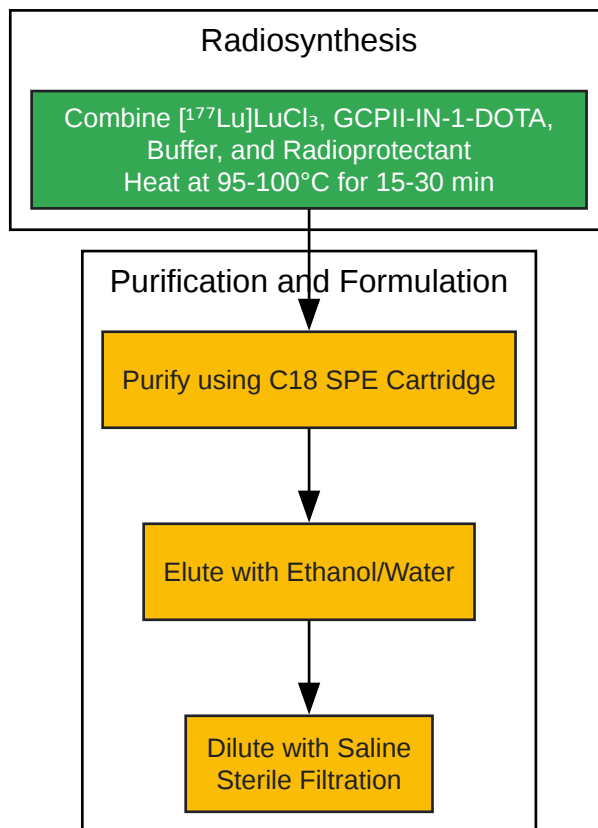 Radiosynthesis
Combine [¹⁷⁷Lu]LuCl₃, GCPII-IN-1-DOTA,
Buffer, and Radioprotectant
Heat at 95-100°C for 15-30 min
Purification and Formulation
Purify using C18 SPE Cartridge
Elute with Ethanol/Water
Dilute with Saline
Sterile Filtration